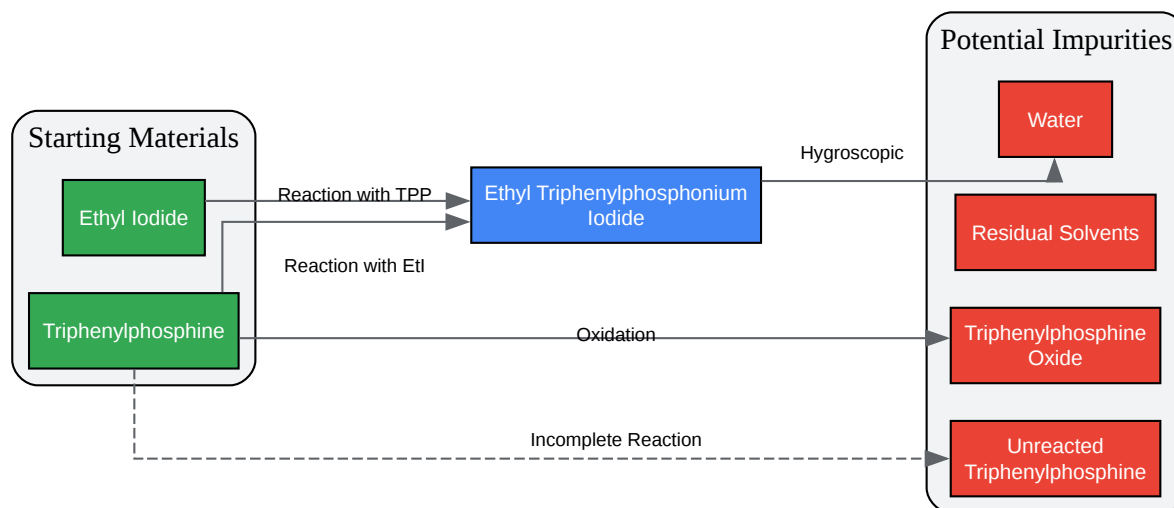 Potential Impurities
Water
Hygroscopic
Starting Materials
Ethyl Iodide
Reaction with TPP
Ethyl Triphenylphosphonium
Iodide
Residual Solvents
Reaction with EtI
Triphenylphosphine
Oxidation
Triphenylphosphine
Oxide
Incomplete Reaction
Unreacted
Triphenylphosphine